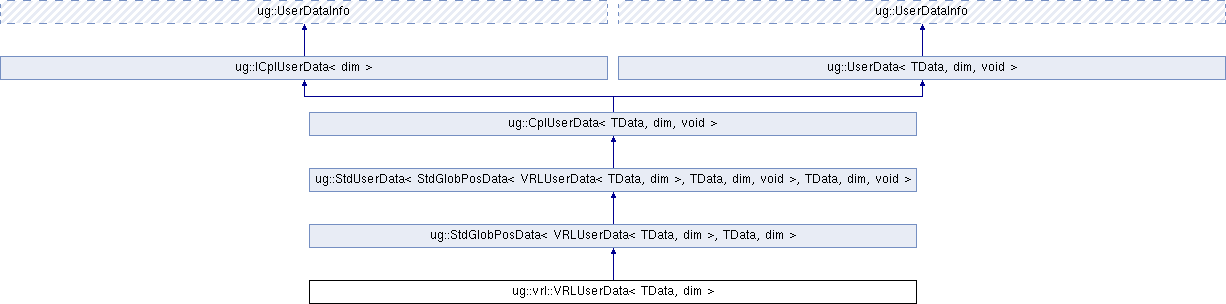 ug::UserDataInfo
ug::UserDataInfo
ug::ICplUserData< dim >
ug::UserData< TData, dim, void >
ug::CplUserData< TData, dim, void >
ug::StdUserData< StdGlobPosData< VRLUserData< TData, dim >, TData, dim, void >, TData, dim, void >
ug::StdGlobPosData< VRLUserData< TData, dim >, TData, dim >
ug::vrl::VRLUserData< TData, dim >